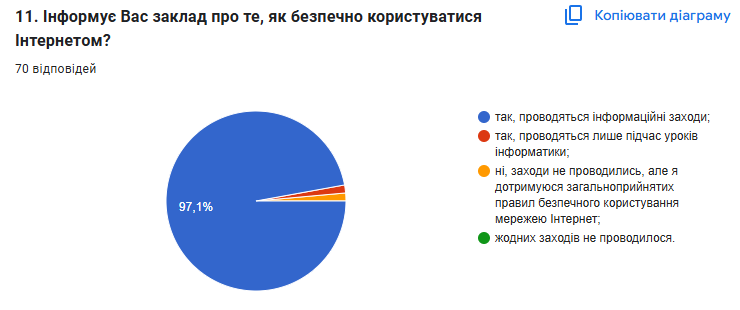 11. Інформує Вас заклад про те, як безпечно користуватися
Інтернетом?
Копіювати діаграму
70 відповідей
97,1%
так, проводяться інформаційні заходи;
так, проводяться лише підчас уроків
інформатики;
ні, заходи не проводились, але я
дотримуюся загальноприйнятих
правил безпечного користування
мережею Інтернет;
жодних заходів не проводилося.